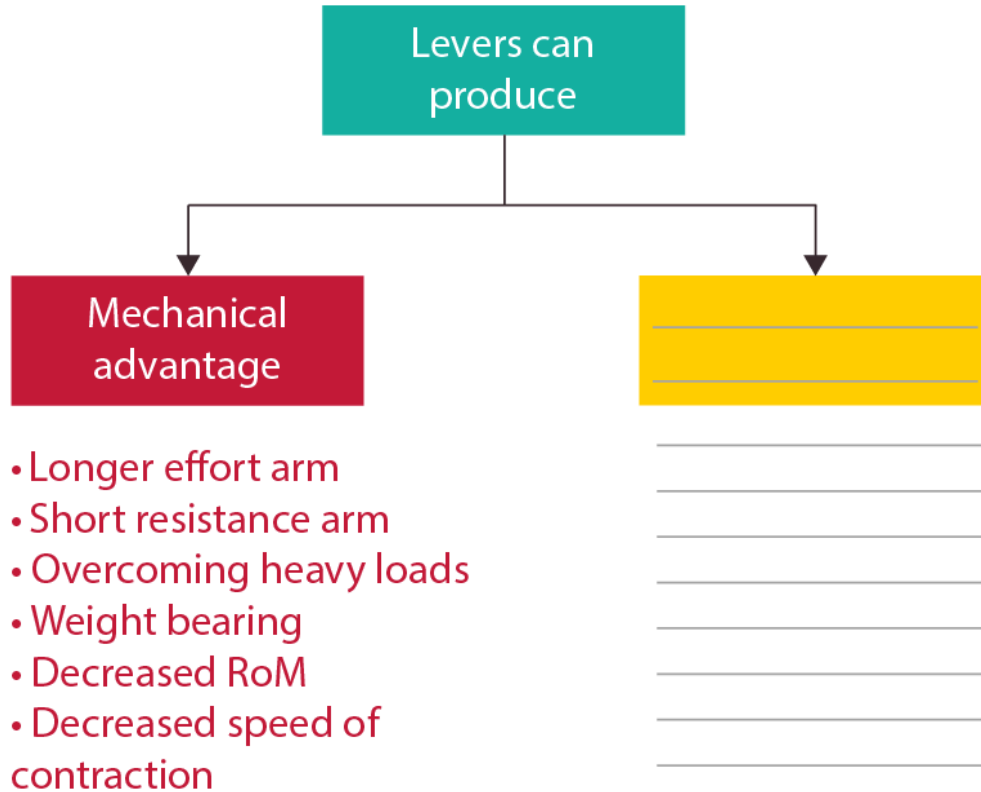 Levers can
produce
Mechanical
advantage
• Longer effort arm
• Short resistance arm
• Overcoming heavy loads
• Weight bearing
• Decreased RoM
• Decreased speed of
contraction